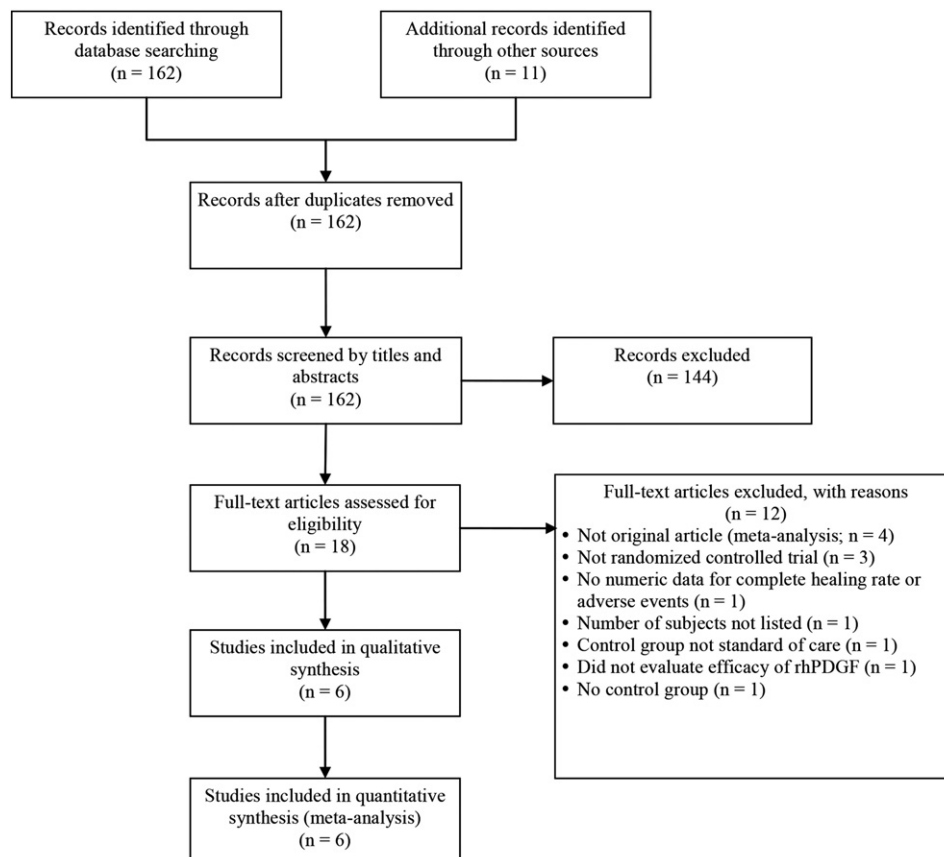 Records identified through
database searching
(n = 162)
Additional records identified
through other sources
(n = 11)
Records after duplicates removed
(n = 162)
Records screened by titles and
abstracts
(n = 162)
Records excluded
(n = 144)
Full-text articles assessed for
eligibility
(n = 18)
Full-text articles excluded, with reasons
(n = 12)
• Not original article (meta-analysis; n = 4)
• Not randomized controlled trial (n = 3)
• No numeric data for complete healing rate or
adverse events (n = 1)
• Number of subjects not listed (n = 1)
• Control group not standard of care (n = 1)
• Did not evaluate efficacy of rhPDGF (n = 1)
• No control group (n = 1)
Studies included in qualitative
synthesis
(n = 6)
Studies included in quantitative
synthesis (meta-analysis)
(n = 6)